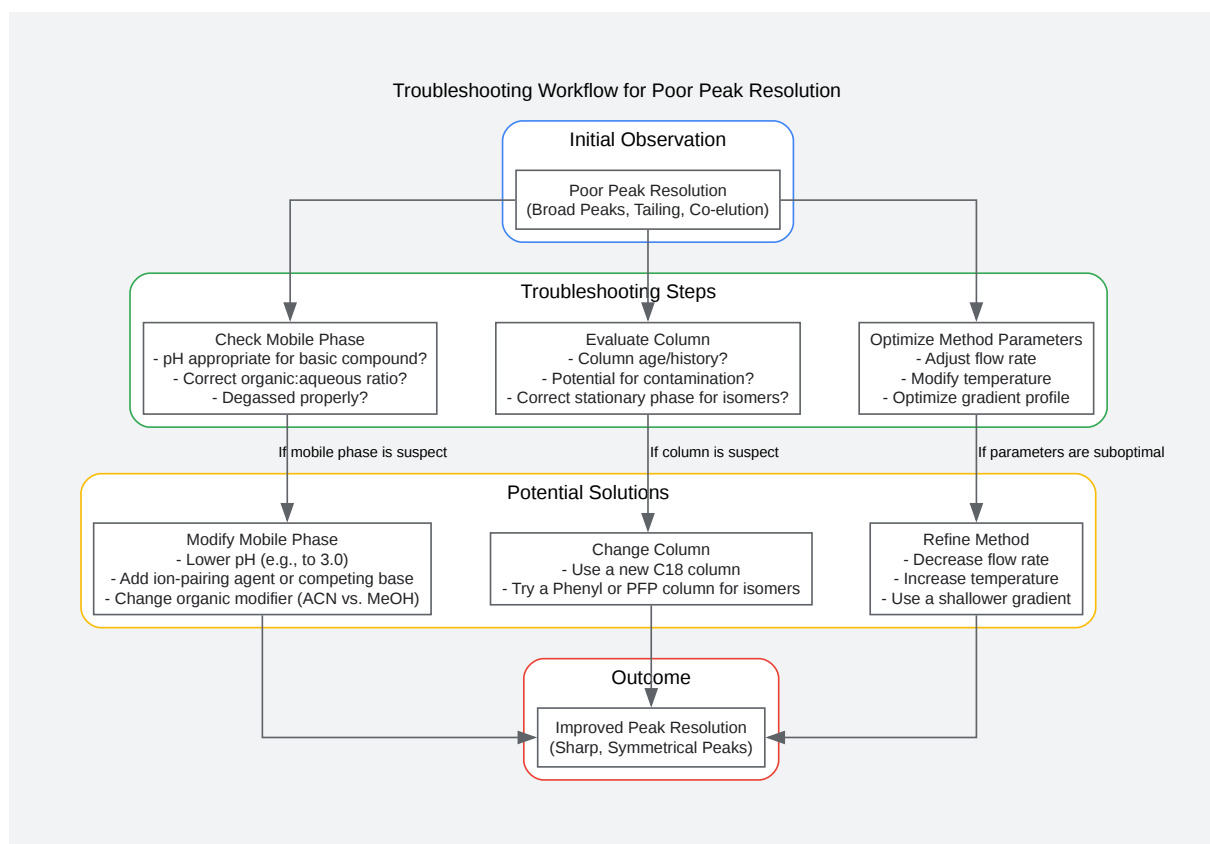 Troubleshooting Workflow for Poor Peak Resolution
Initial Observation
Poor Peak Resolution
(Broad Peaks, Tailing, Co-elution)
Troubleshooting Steps
Check Mobile Phase
- pH appropriate for basic compound?
- Correct organic:aqueous ratio?
- Degassed properly?
Evaluate Column
- Column age/history?
- Potential for contamination?
- Correct stationary phase for isomers?
Optimize Method Parameters
- Adjust flow rate
- Modify temperature
- Optimize gradient profile
If mobile phase is suspect
If column is suspect
If parameters are suboptimal
Potential Solutions
Modify Mobile Phase
- Lower pH (e.g., to 3.0)
- Add ion-pairing agent or competing base
- Change organic modifier (ACN vs. MeOH)
Change Column
- Use a new C18 column
- Try a Phenyl or PFP column for isomers
Refine Method
- Decrease flow rate
- Increase temperature
- Use a shallower gradient
Outcome
Improved Peak Resolution
(Sharp, Symmetrical Peaks)